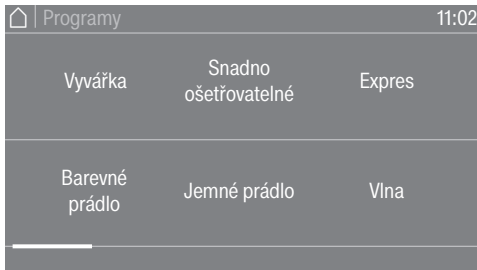 Programy 11:02
Vyvářka
Snadno
ošetřovatelné
Expres
Barevné
prádlo
Jemné prádlo
Vlna